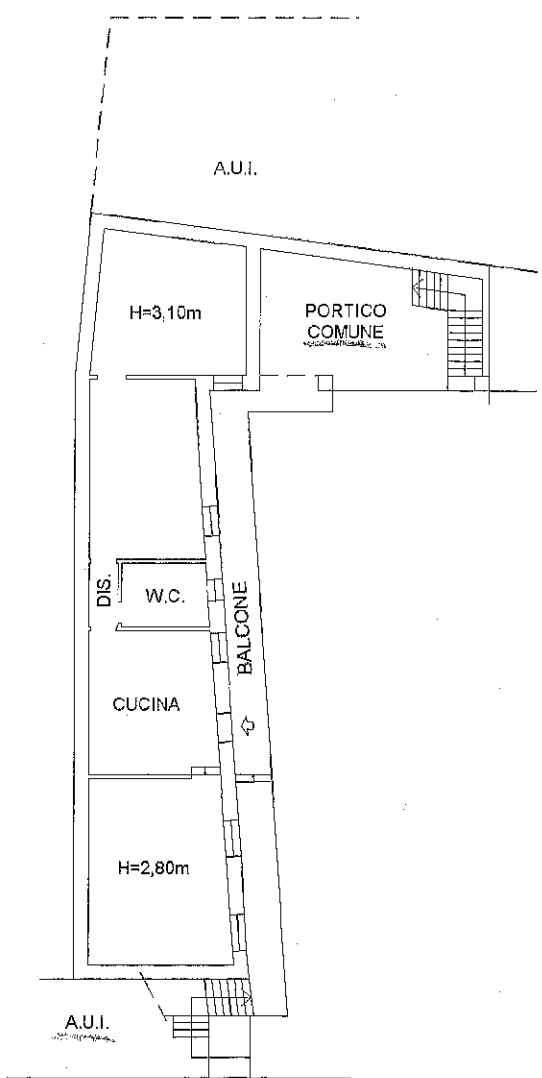 A.U.I.
H=3,10m
PORTICO
COMUNE
DIS.
W.C.
BALCONE
CUCINA
H=2,80m
A.U.I.